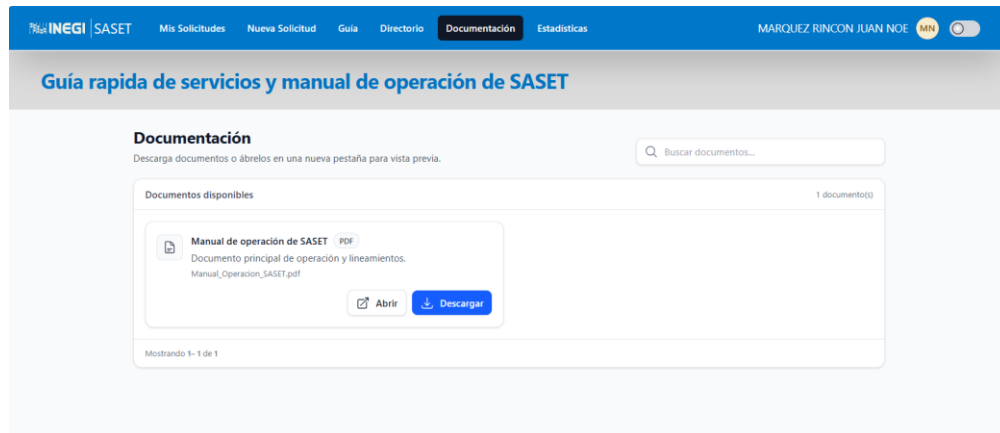 INEGI SASET Mis Solicitudes Nueva Solicitud Guía Directorio Documentación Estadísticas MARQUEZ RINCON JUAN NOE MN
Guía rapida de servicios y manual de operación de SASET
Documentación
Descarga documentos o ábrelos en una nueva pestaña para vista previa.
Buscar documentos...
Documentos disponibles 1 documento(s)
Manual de operación de SASET PDF
Documento principal de operación y lineamientos.
Manual_Operacion_SASET.pdf
Abrir Descargar
Mostrando 1– 1 de 1